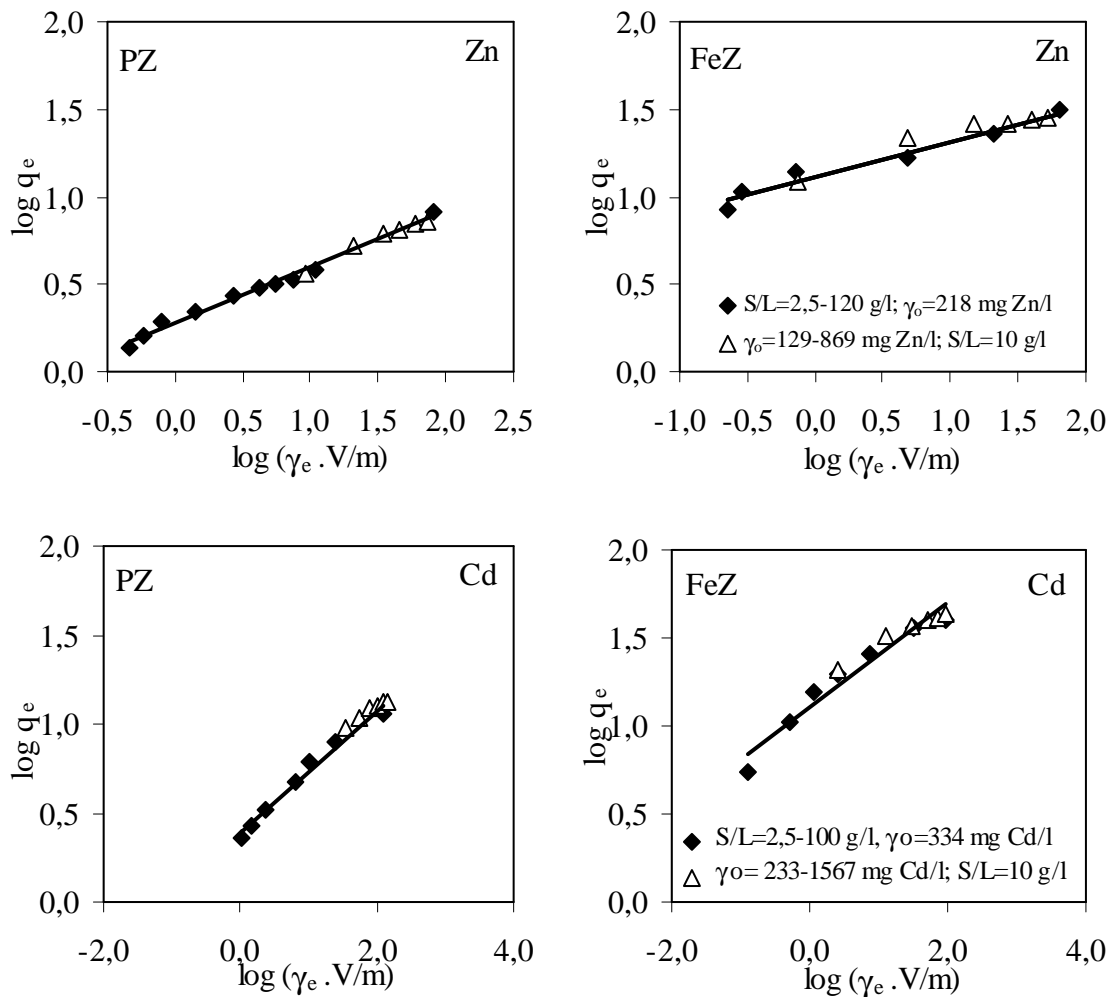 2,0
PZ
Zn
1,5
1,0
0,5
0,0
log q e
-0,5 0,0 0,5 1,0 1,5 2,0 2,5
log (γe .V/m)
2,0
FeZ
Zn
1,5
1,0
0,5
0,0
log q e
S/L=2,5-120 g/l; γo=218 mg Zn/l
γo=129-869 mg Zn/l; S/L=10 g/l
-1,0 -0,5 0,0 0,5 1,0 1,5 2,0
log (γe .V/m)
2,0
PZ
Cd
1,5
1,0
0,5
0,0
log q e
-2,0 0,0 2,0 4,0
log (γe .V/m)
2,0
FeZ
Cd
1,5
1,0
0,5
0,0
log q e
S/L=2,5-100 g/l, γo=334 mg Cd/l
γo= 233-1567 mg Cd/l; S/L=10 g/l
-2,0 0,0 2,0 4,0
log (γe .V/m)